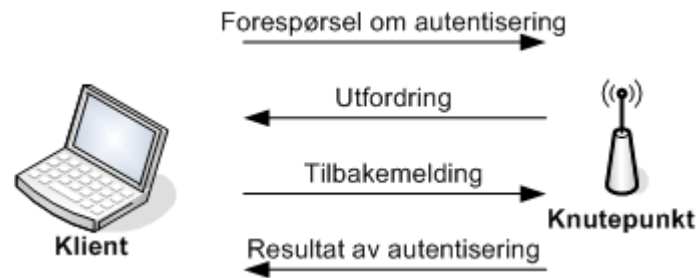 Forespørsel om autentisering
Utfordring
Tilbakemelding
Knutepunkt
Klient
Resultat av autentisering